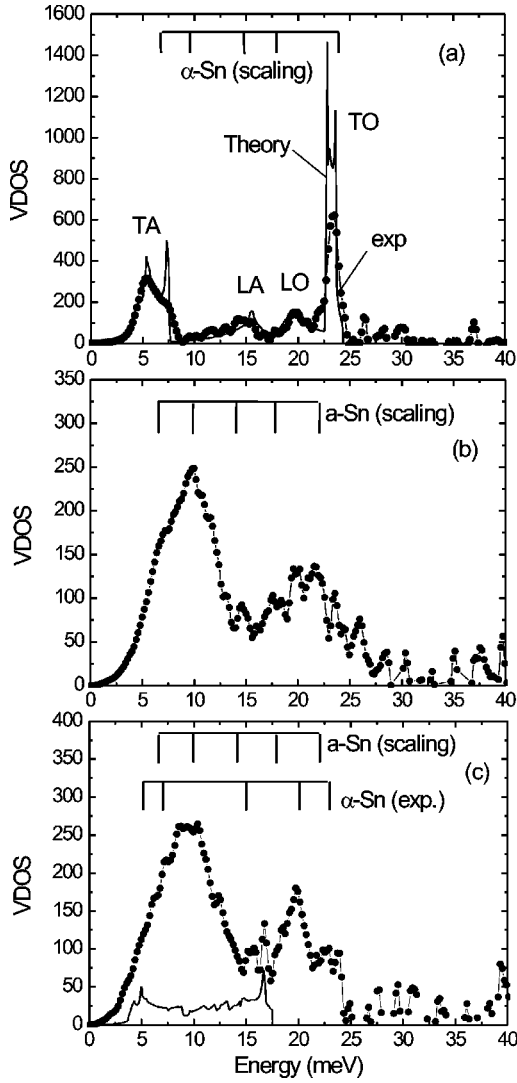 1600
1400
1200
1000
800
600
400
200
0
VDOS
(a)
α-Sn (scaling)
Theory
TO
TA
LA
LO
exp
0 5 10 15 20 25 30 35 40
350
300
250
200
150
100
50
0
VDOS
a-Sn (scaling)
(b)
0 5 10 15 20 25 30 35 40
400
350
300
250
200
150
100
50
0
VDOS
a-Sn (scaling)
(c)
α-Sn (exp.)
0 5 10 15 20 25 30 35 40
Energy (meV)